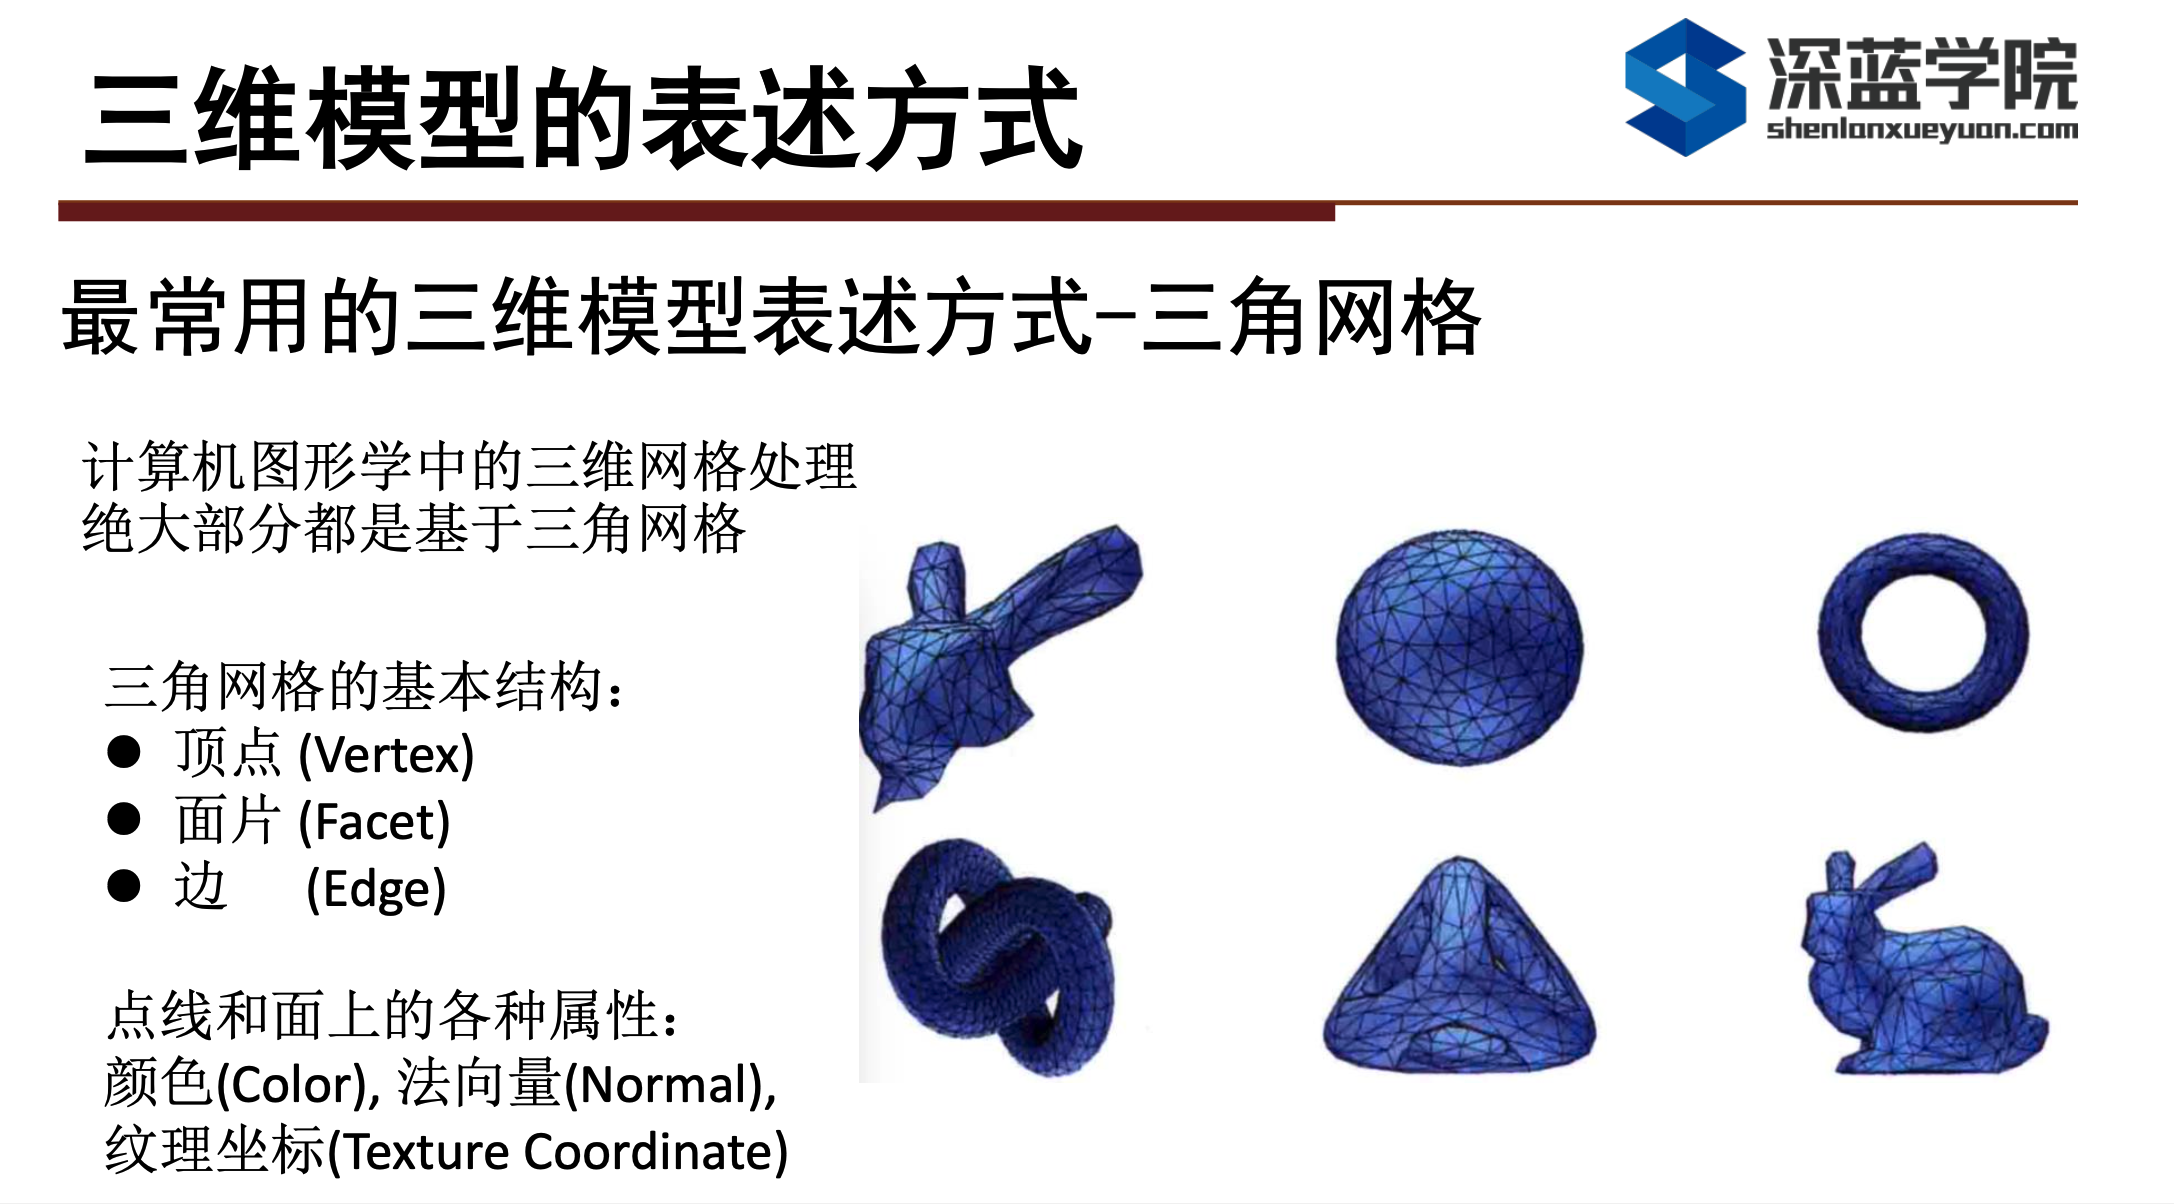 三维模型的表述方式
深蓝学院
shenlanxueyuan.com
最常用的三维模型表述方式-三角网格
计算机图形学中的三维网格处理
绝大部分都是基于三角网格
三角网格的基本结构：
● 顶点 (Vertex)
● 面片 (Facet)
● 边 (Edge)
点线和面上的各种属性：
颜色(Color), 法向量(Normal),
纹理坐标(Texture Coordinate)